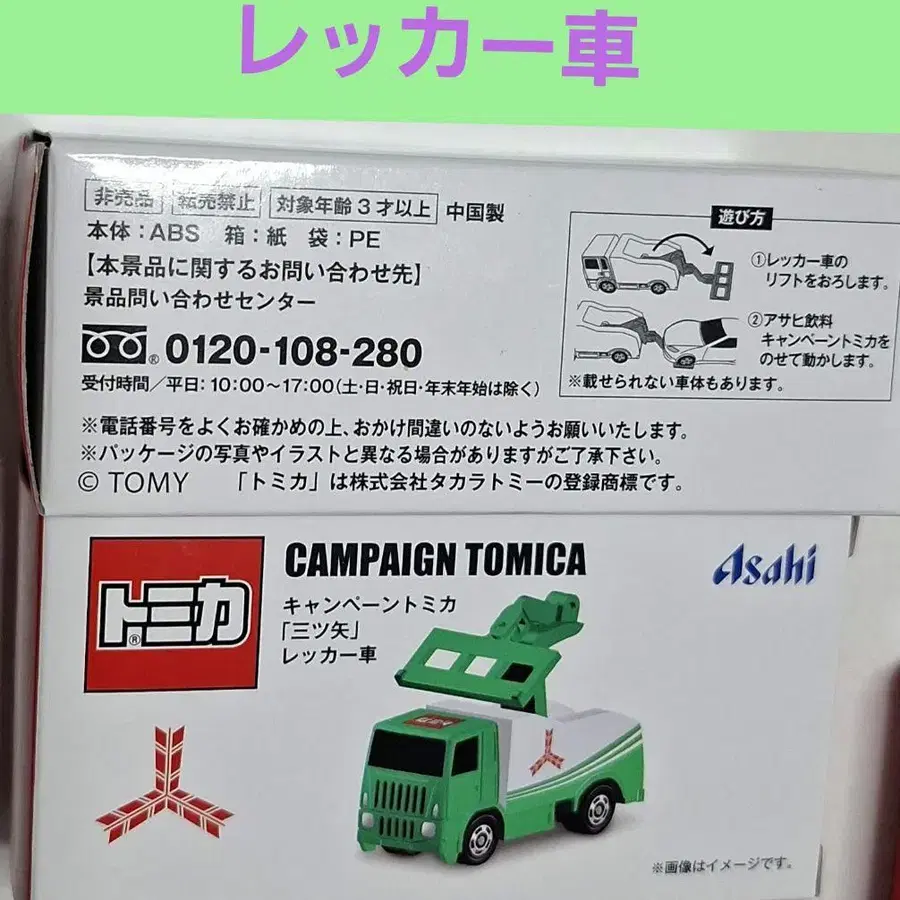 レッカー車
非売品 転売禁止 対象年齢3才以上 中国製
本体:ABS 箱:紙 袋:PE
【本景品に関するお問い合わせ先】
景品問い合わせセンター
0120-108-280
受付時間/平日:10:00〜17:00(土・日・祝日・年末年始は除く)
遊び方
①レッカー車の
リフトをおろします。
②アサヒ飲料
キャンペーントミカを
のせて動かします。
※載せられない車体もあります。
※電話番号をよくお確かめの上、おかけ間違いのないようお願いいたします。
※パッケージの写真やイラストと異なる場合がありますがご了承下さい。
© TOMY 「トミカ」は株式会社タカラトミーの登録商標です。
トミカ®
CAMPAIGN TOMICA
キャンペーントミカ
「三ツ矢」
レッカー車
Asahi
※画像はイメージです。